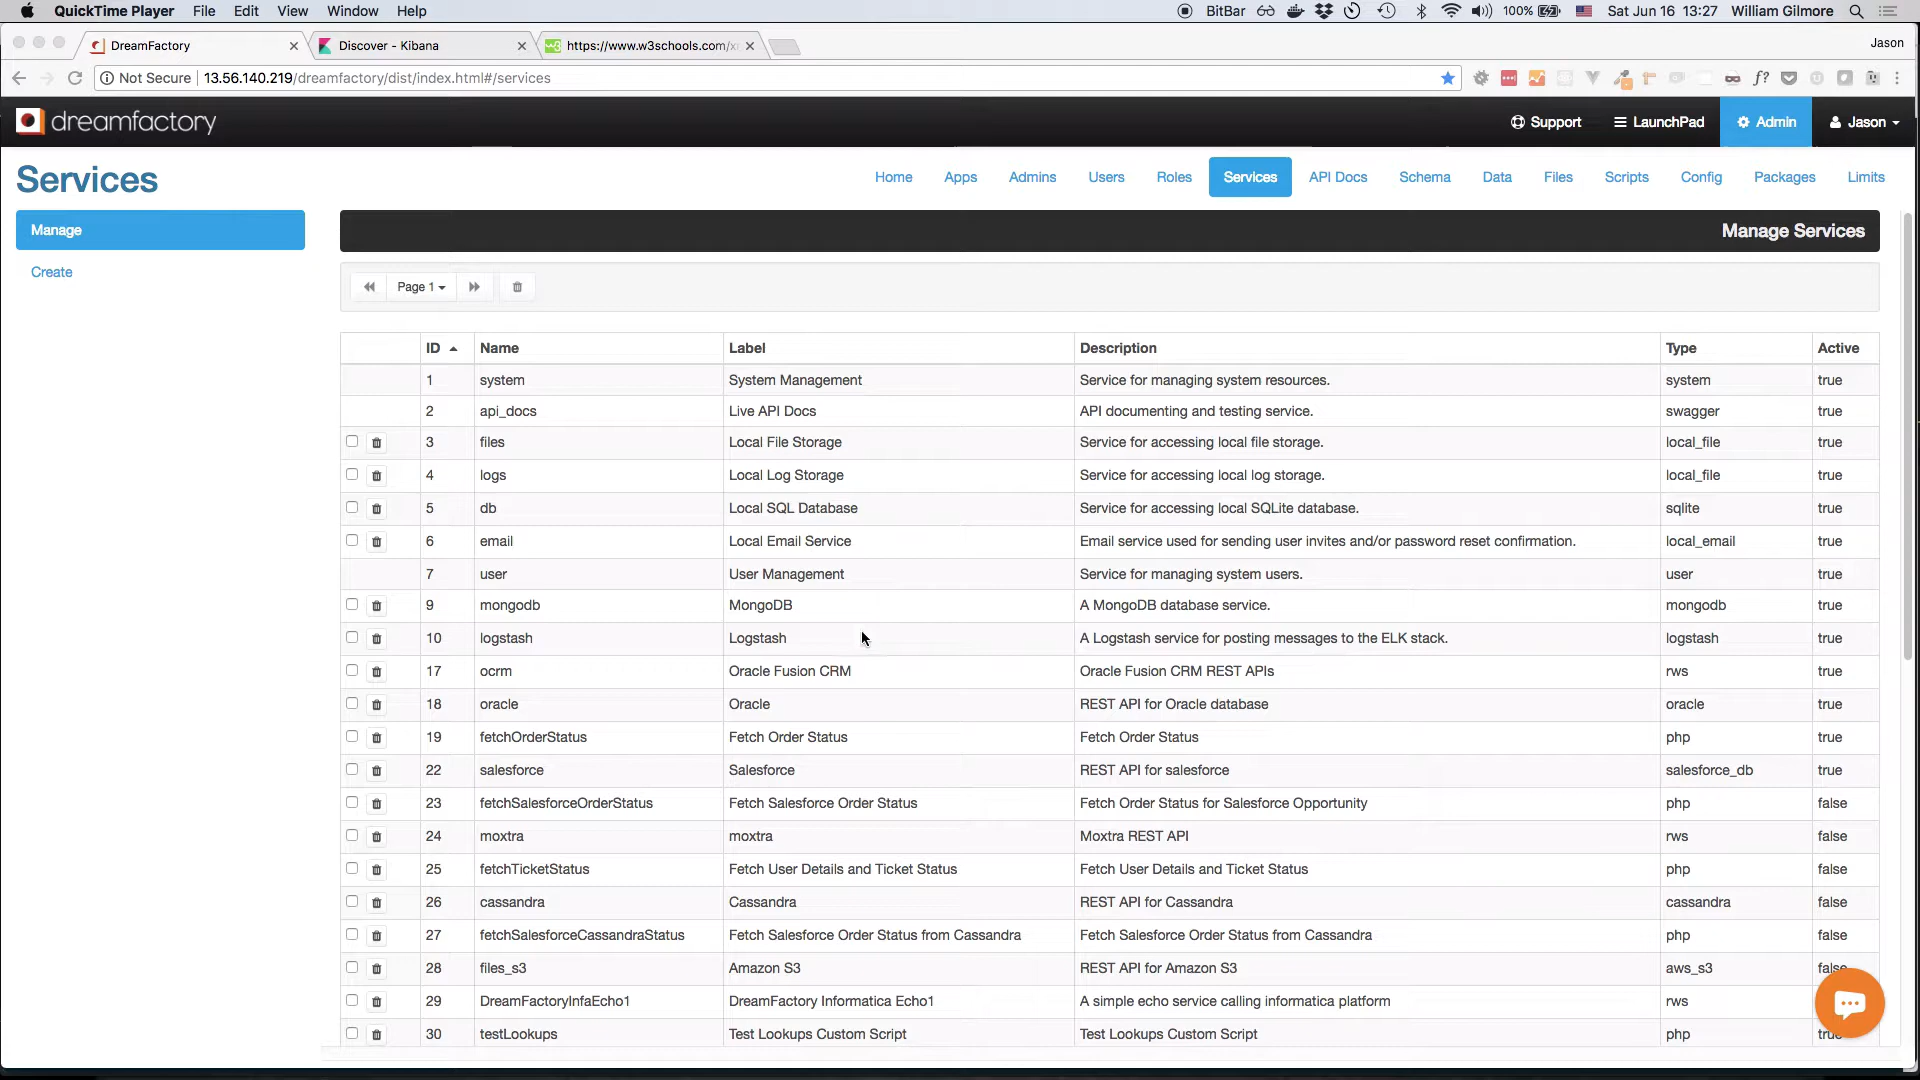 QuickTime Player File Edit View Window Help BitBar 100% Sat Jun 16 13:27 William Gilmore
DreamFactory Discover - Kibana https://www.w3schools.com/x Jason
Not Secure 13.56.140.219/dreamfactory/dist/index.html#/services f?
dreamfactory Support LaunchPad Admin Jason
Services Home Apps Admins Users Roles Services API Docs Schema Data Files Scripts Config Packages Limits
Manage Manage Services
Create
Page 1
ID Name Label Description Type Active
1 system System Management Service for managing system resources. system true
2 api_docs Live API Docs API documenting and testing service. swagger true
3 files Local File Storage Service for accessing local file storage. local_file true
4 logs Local Log Storage Service for accessing local log storage. local_file true
5 db Local SQL Database Service for accessing local SQLite database. sqlite true
6 email Local Email Service Email service used for sending user invites and/or password reset confirmation. local_email true
7 user User Management Service for managing system users. user true
9 mongodb MongoDB A MongoDB database service. mongodb true
10 logstash Logstash A Logstash service for posting messages to the ELK stack. logstash true
17 ocrm Oracle Fusion CRM Oracle Fusion CRM REST APIs rws true
18 oracle Oracle REST API for Oracle database oracle true
19 fetchOrderStatus Fetch Order Status Fetch Order Status php true
22 salesforce Salesforce REST API for salesforce salesforce_db true
23 fetchSalesforceOrderStatus Fetch Salesforce Order Status Fetch Order Status for Salesforce Opportunity php false
24 moxtra moxtra Moxtra REST API rws false
25 fetchTicketStatus Fetch User Details and Ticket Status Fetch User Details and Ticket Status php false
26 cassandra Cassandra REST API for Cassandra cassandra false
27 fetchSalesforceCassandraStatus Fetch Salesforce Order Status from Cassandra Fetch Salesforce Order Status from Cassandra php false
28 files_s3 Amazon S3 REST API for Amazon S3 aws_s3 false
29 DreamFactoryInfaEcho1 DreamFactory Informatica Echo1 A simple echo service calling informatica platform rws
30 testLookups Test Lookups Custom Script Test Lookups Custom Script php true